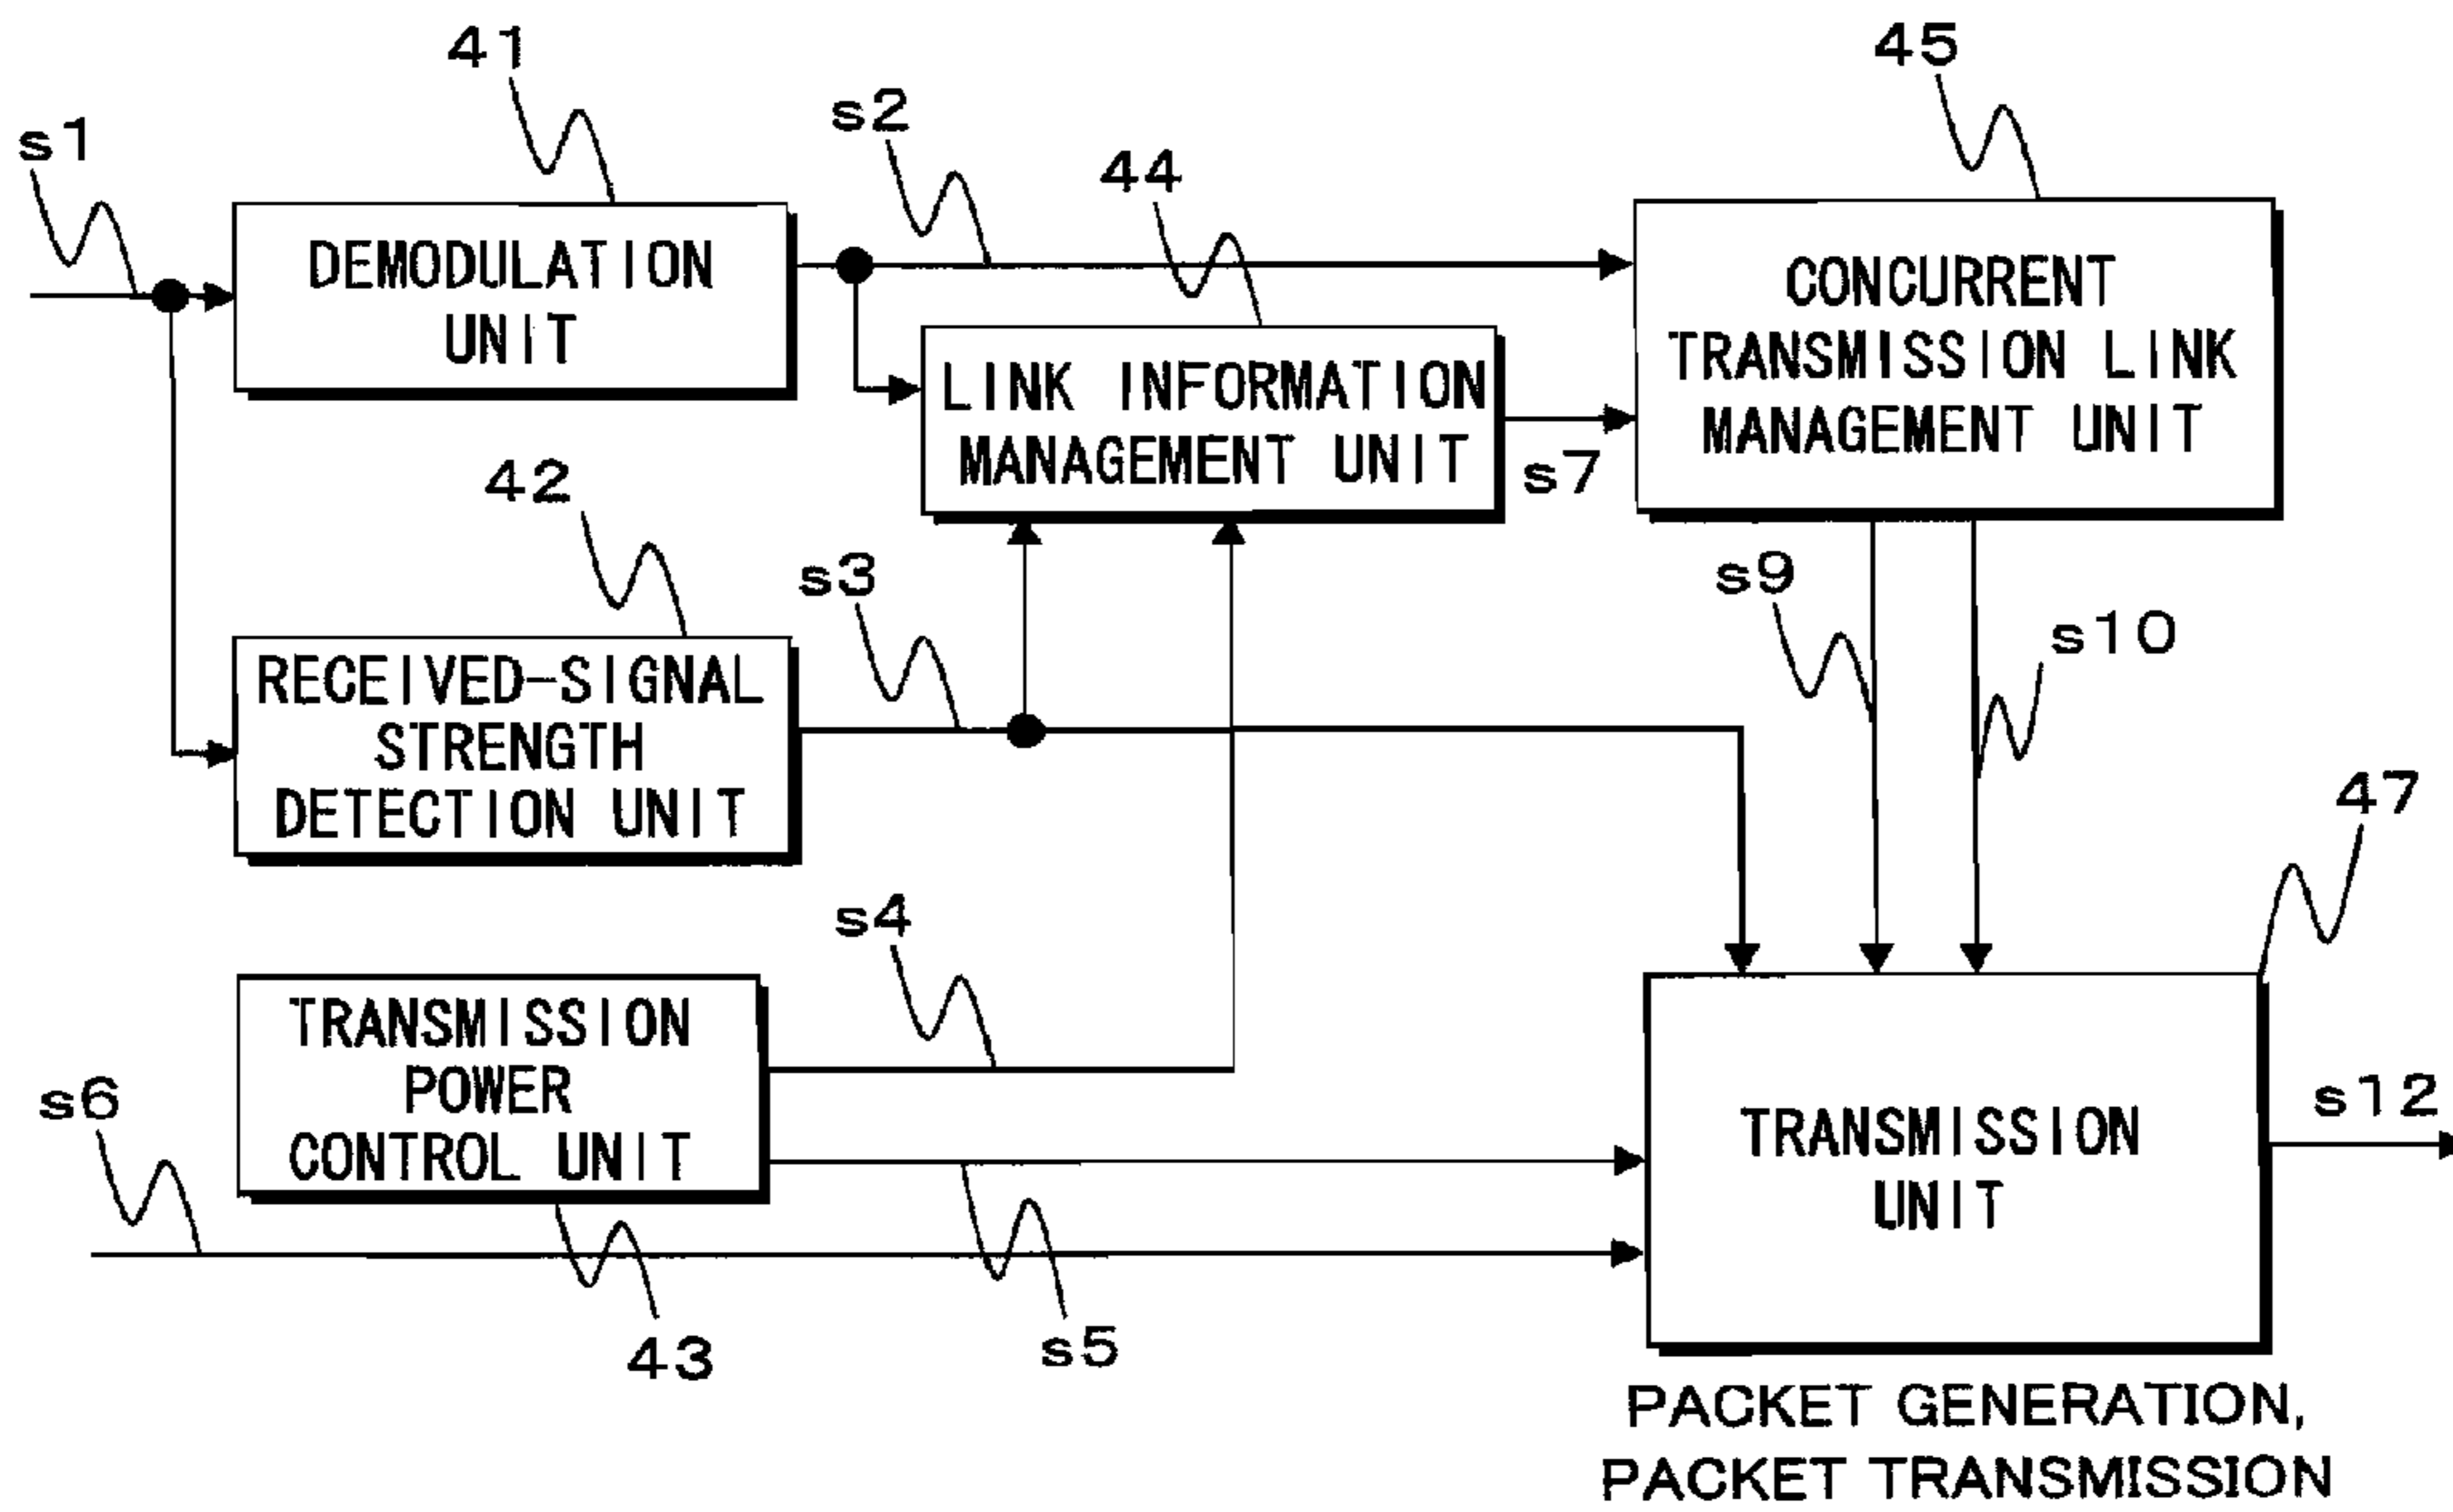 41
45
s1
s2
44
DEMODULATION
UNIT
CONCURRENT
TRANSMISSION LINK
MANAGEMENT UNIT
LINK INFORMATION
MANAGEMENT UNIT
s7
42
s3
s9
s10
RECEIVED-SIGNAL
STRENGTH
DETECTION UNIT
47
s4
TRANSMISSION
POWER
CONTROL UNIT
s6
s12
TRANSMISSION
UNIT
43
s5
PACKET GENERATION,
PACKET TRANSMISSION